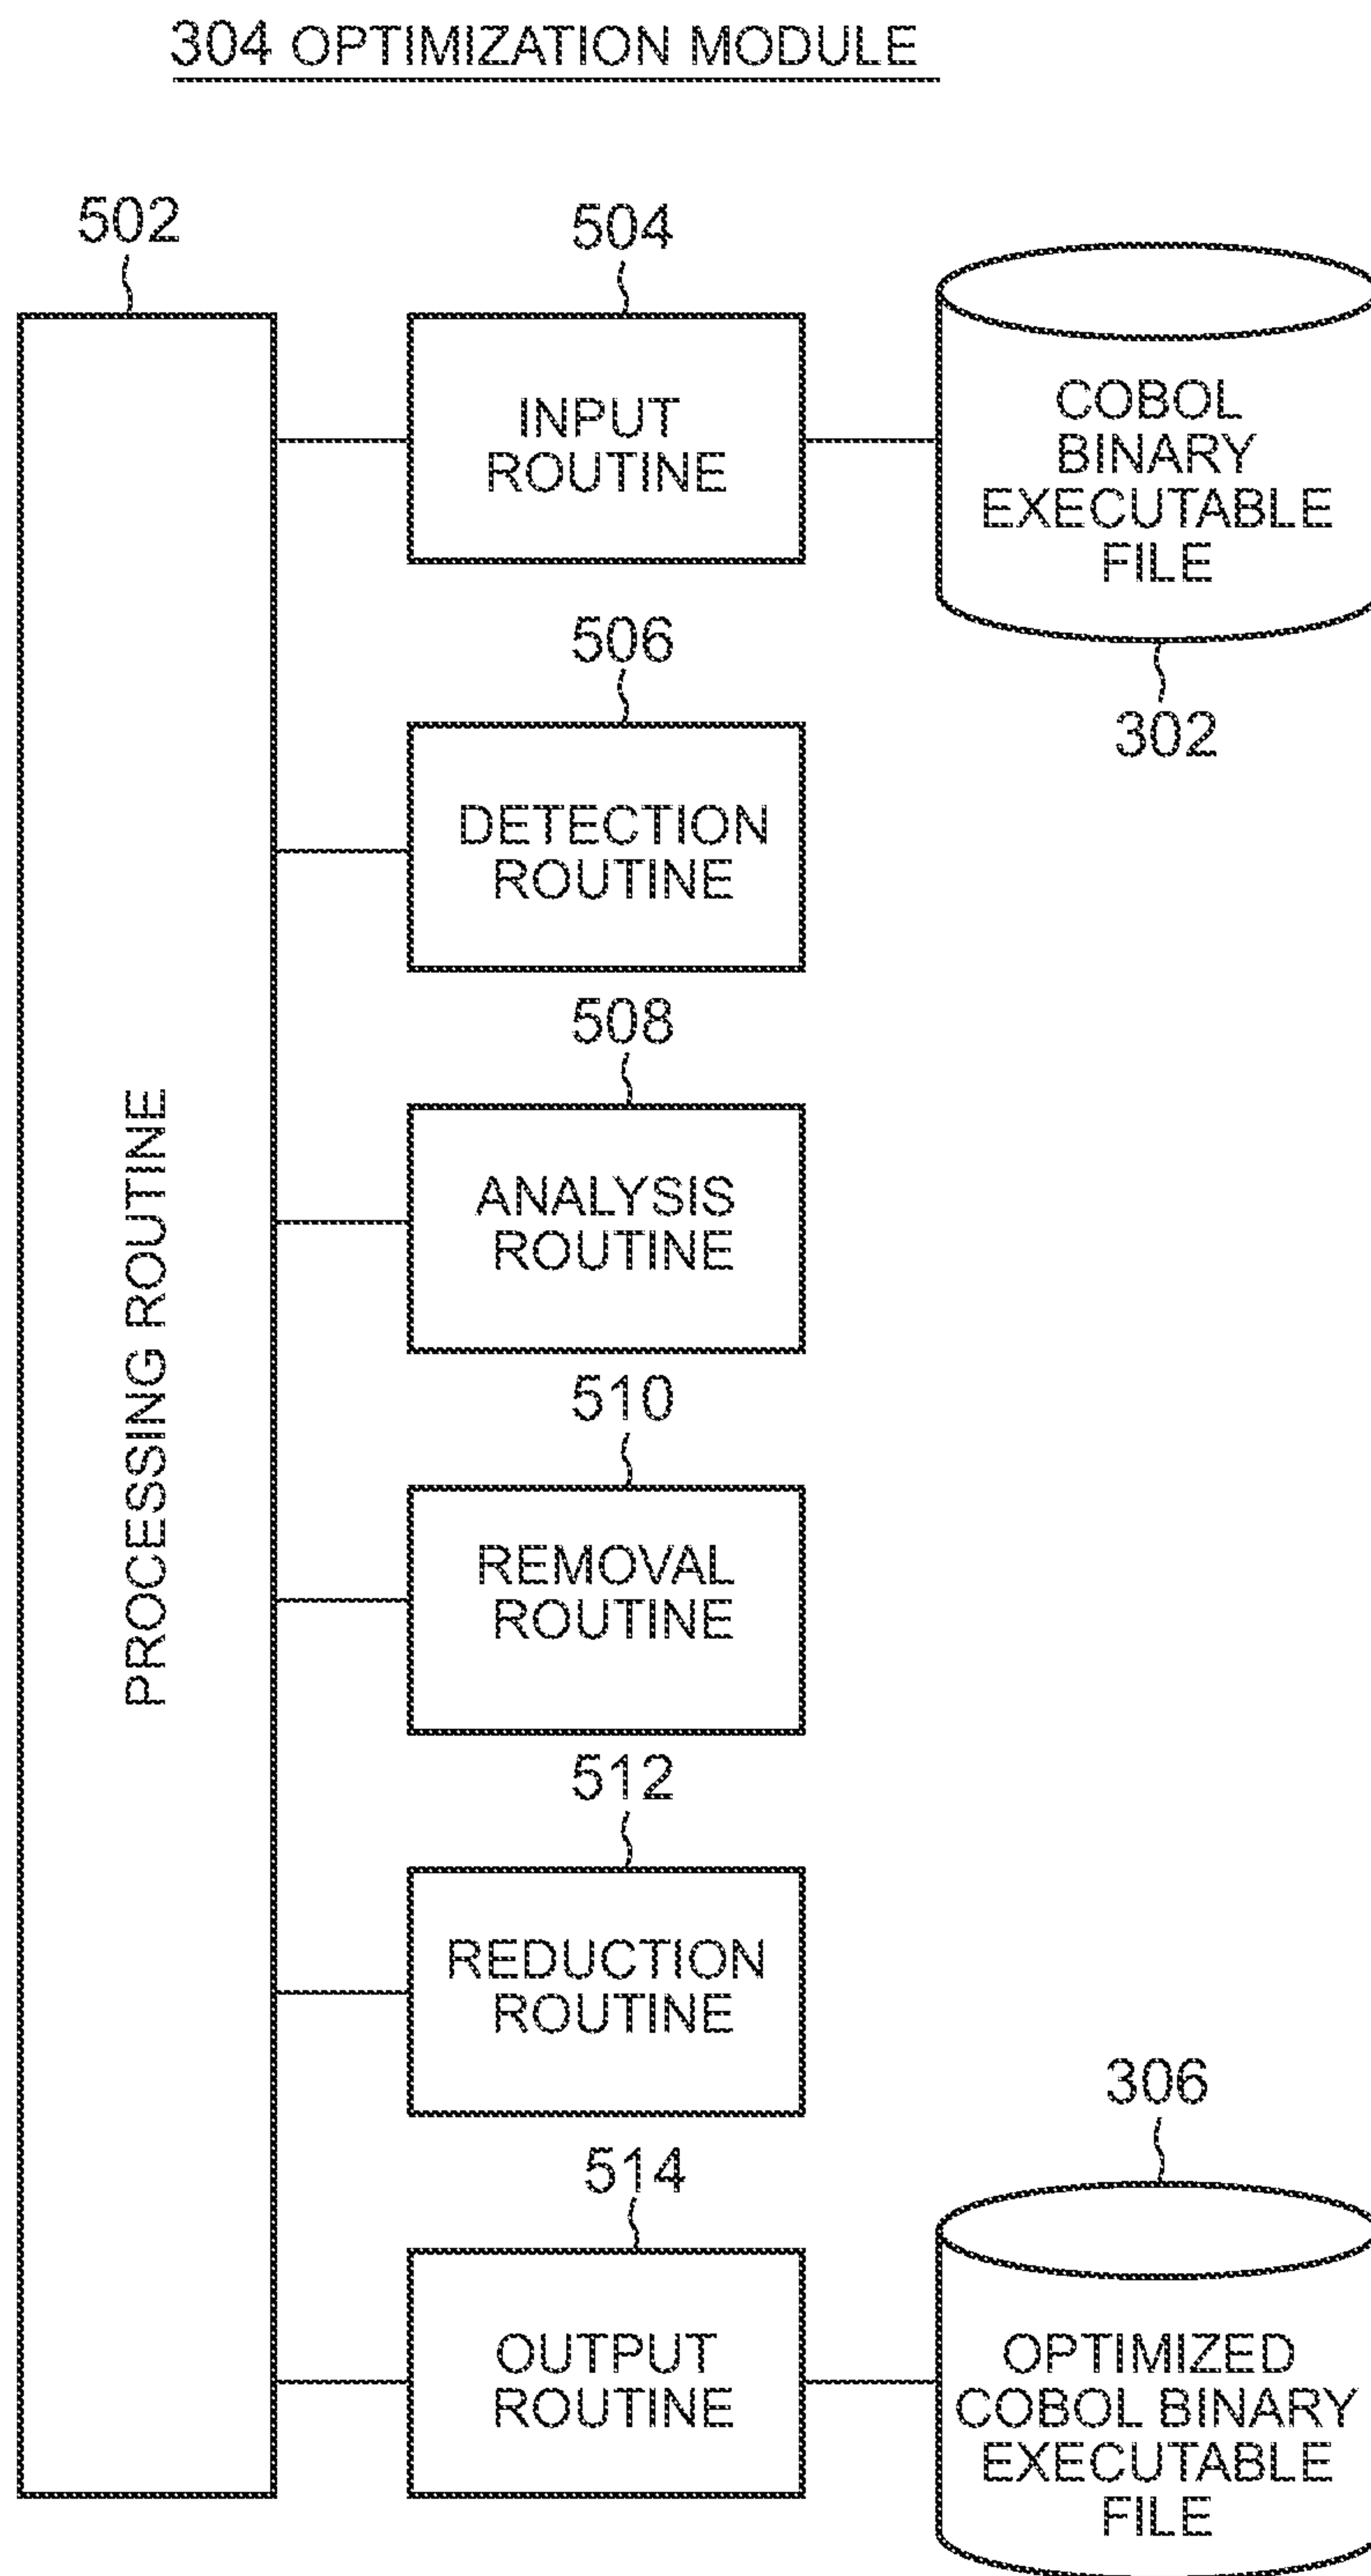 304 OPTIMIZATION MODULE
502
504
INPUT
ROUTINE
COBOL
BINARY
EXECUTABLE
FILE
302
506
DETECTION
ROUTINE
508
ANALYSIS
ROUTINE
PROCESSING ROUTINE
510
REMOVAL
ROUTINE
512
REDUCTION
ROUTINE
306
514
OUTPUT
ROUTINE
OPTIMIZED
COBOL BINARY
EXECUTABLE
FILE